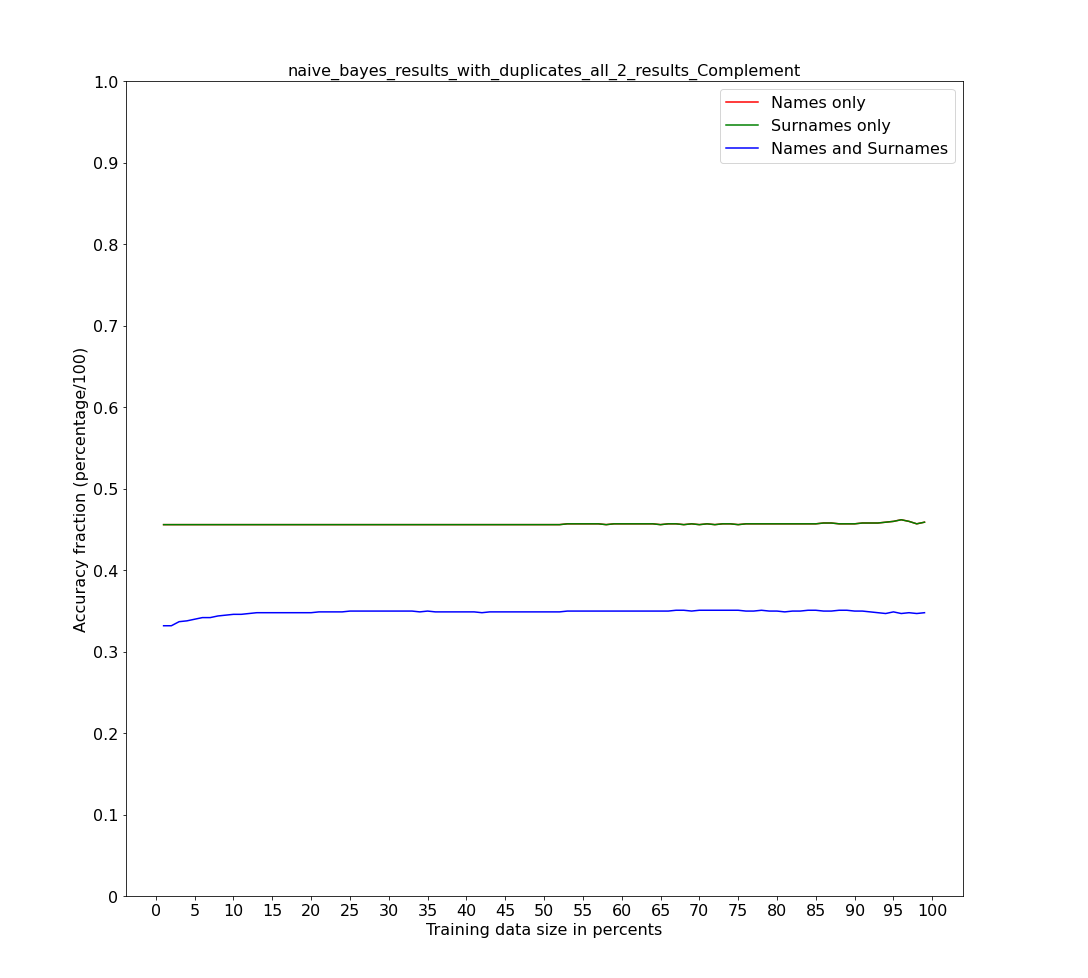 naive_bayes_results_with_duplicates_all_2_results_Complement
Names only
Surnames only
Names and Surnames
Accuracy fraction (percentage/100)
1.0
0.9
0.8
0.7
0.6
0.5
0.4
0.3
0.2
0.1
0
0 5 10 15 20 25 30 35 40 45 50 55 60 65 70 75 80 85 90 95 100
Training data size in percents